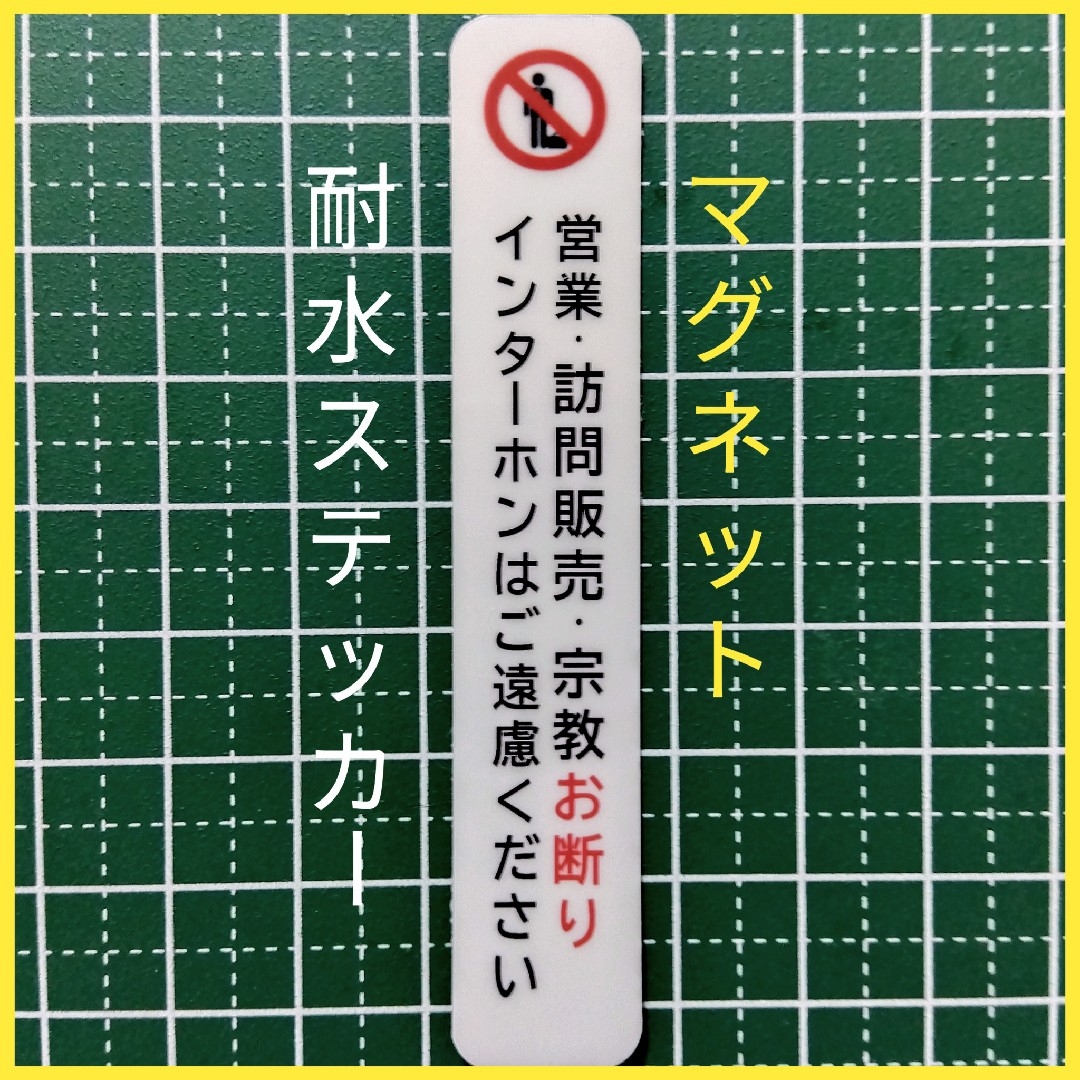 マグネット
営業・訪問販売・宗教お断り
インターホンはご遠慮ください
耐水ステッカー